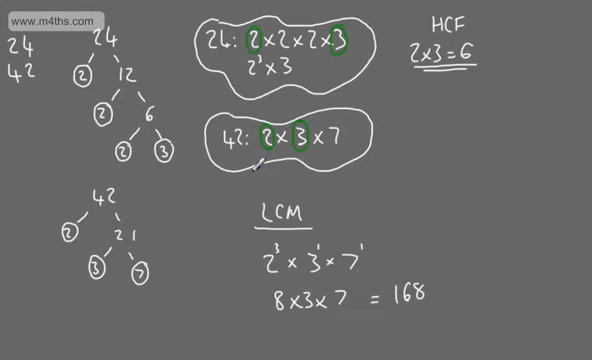 www.m4ths.com
24
42
24
2
12
2
6
2
3
24: 2 × 2 × 2 × 3
2³ × 3
42: 2 × 3 × 7
HCF
2×3=6
42
2
21
3
7
LCM
2³ × 3¹ × 7¹
8 × 3 × 7 = 168